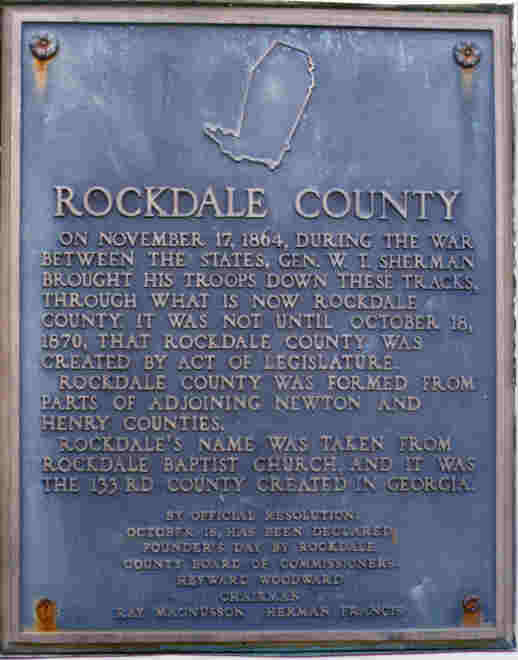 ROCKDALE COUNTY
ON NOVEMBER 17, 1864, DURING THE WAR
BETWEEN THE STATES, GEN. W. T. SHERMAN
BROUGHT HIS TROOPS DOWN THESE TRACKS,
THROUGH WHAT IS NOW ROCKDALE
COUNTY. IT WAS NOT UNTIL OCTOBER 18,
1870, THAT ROCKDALE COUNTY WAS
CREATED BY ACT OF LEGISLATURE.
ROCKDALE COUNTY WAS FORMED FROM
PARTS OF ADJOINING NEWTON AND
HENRY COUNTIES.
ROCKDALE'S NAME WAS TAKEN FROM
ROCKDALE BAPTIST CHURCH, AND IT WAS
THE 133 RD COUNTY CREATED IN GEORGIA.
BY OFFICIAL RESOLUTION
OCTOBER 18, HAS BEEN DECLARED
FOUNDER'S DAY BY ROCKDALE
COUNTY BOARD OF COMMISSIONERS.
HEYWARD WOODWARD
CHAIRMAN
RAY MAGNUSSON HERMAN FRANCIS